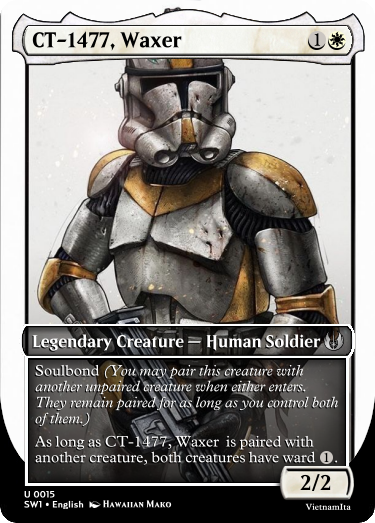 CT-1477, Waxer 1
Legendary Creature — Human Soldier
Soulbond (You may pair this creature with
another unpaired creature when either enters.
They remain paired for as long as you control both
of them.)
As long as CT-1477, Waxer is paired with
another creature, both creatures have ward 1.
2/2
U 0015
SW1 • English Hawaiian Mako
VietnamIta